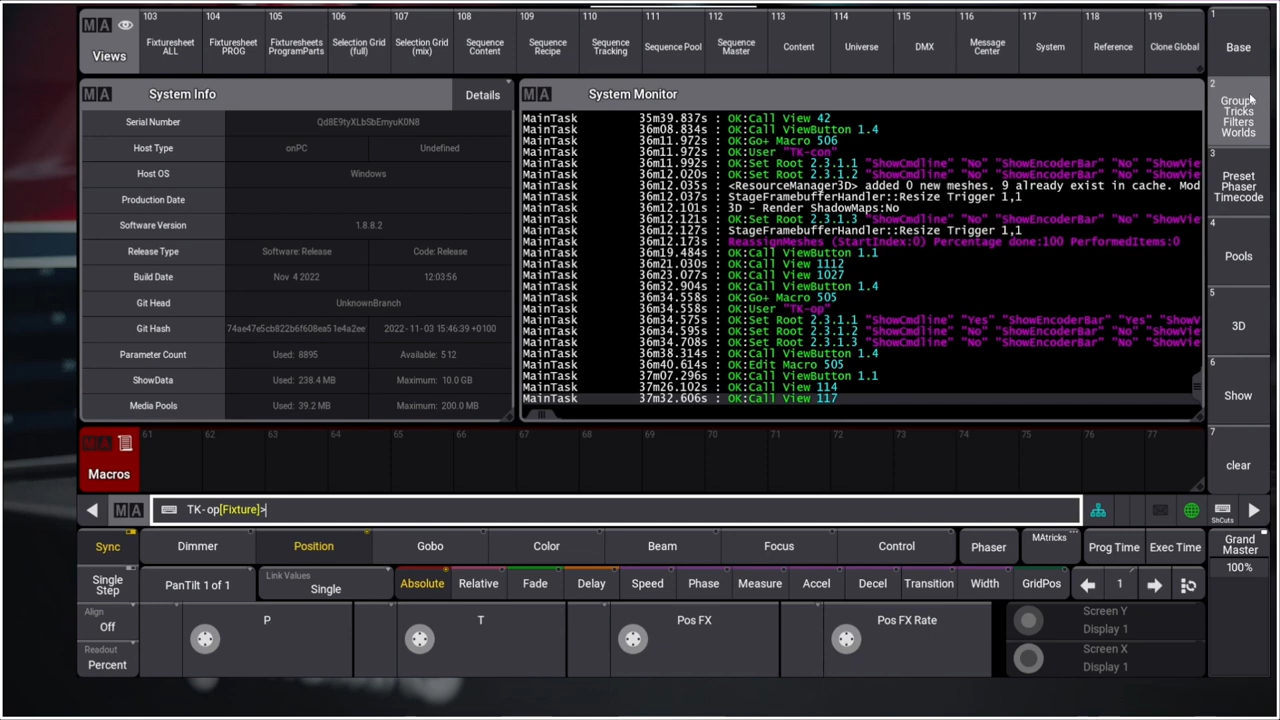 MA
Views
103
Fixturesheet
ALL
104
Fixturesheet
PROG
105
Fixturesheets
ProgramParts
106
Selection Grid
(full)
107
Selection Grid
(mix)
108
Sequence
Content
109
Sequence
Recipe
110
Sequence
Tracking
111
Sequence Pool
112
Sequence
Master
113
Content
114
Universe
115
DMX
116
Message
Center
117
System
118
Reference
119
Clone Global
1
Base
2
Group
Tricks
Filters
Worlds
3
Preset
Phaser
Timecode
4
Pools
5
3D
6
Show
7
clear
MA System Info Details
Serial Number Qd8E9tyXLbSbEmyuK0N8
Host Type onPC Undefined
Host OS Windows
Production Date
Software Version 1.8.8.2
Release Type Software: Release Code: Release
Build Date Nov 4 2022 12:03:56
Git Head UnknownBranch
Git Hash 74ae47e5cb822b6f608ea51e4a2ee 2022-11-03 15:46:39 +0100
Parameter Count Used: 8895 Available: 512
ShowData Used: 238.4 MB Maximum: 10.0 GB
Media Pools Used: 39.2 MB Maximum: 200.0 MB
MA System Monitor
MainTask 35m39.837s : OK:Call View 42
MainTask 36m08.834s : OK:Call ViewButton 1.4
MainTask 36m11.972s : OK:Go+ Macro 506
MainTask 36m11.972s : OK:User "TK-con"
MainTask 36m11.992s : OK:Set Root 2.3.1.1 "ShowCmdline" "No" "ShowEncoderBar" "No" "ShowVie
MainTask 36m12.020s : OK:Set Root 2.3.1.2 "ShowCmdline" "No" "ShowEncoderBar" "No" "ShowVie
MainTask 36m12.035s : <ResourceManager3D> added 0 new meshes. 9 already exist in cache. Mod
MainTask 36m12.037s : StageFramebufferHandler::Resize Trigger 1,1
MainTask 36m12.101s : 3D - Render ShadowMaps:No
MainTask 36m12.121s : OK:Set Root 2.3.1.3 "ShowCmdline" "No" "ShowEncoderBar" "No" "ShowVie
MainTask 36m12.127s : StageFramebufferHandler::Resize Trigger 1,1
MainTask 36m12.173s : ReassignMeshes (StartIndex:0) Percentage done:100 PerformedItems:0
MainTask 36m19.484s : OK:Call ViewButton 1.1
MainTask 36m21.030s : OK:Call View 1112
MainTask 36m23.077s : OK:Call View 1027
MainTask 36m32.904s : OK:Call ViewButton 1.4
MainTask 36m34.558s : OK:Go+ Macro 505
MainTask 36m34.558s : OK:User "TK-op"
MainTask 36m34.575s : OK:Set Root 2.3.1.1 "ShowCmdline" "Yes" "ShowEncoderBar" "Yes" "ShowV
MainTask 36m34.595s : OK:Set Root 2.3.1.2 "ShowCmdline" "No" "ShowEncoderBar" "No" "ShowVie
MainTask 36m34.708s : OK:Set Root 2.3.1.3 "ShowCmdline" "No" "ShowEncoderBar" "No" "ShowVie
MainTask 36m38.314s : OK:Call ViewButton 1.4
MainTask 36m40.614s : OK:Edit Macro 505
MainTask 37m07.296s : OK:Call ViewButton 1.1
MainTask 37m26.102s : OK:Call View 114
MainTask 37m32.606s : OK:Call View 117
MA
Macros
61 62 63 64 65 66 67 68 69 70 71 72 73 74 75 76 77
MA TK-op[Fixture]> ShCuts
Sync Dimmer Position Gobo Color Beam Focus Control Phaser MAtricks Prog Time Exec Time
Grand
Master
100%
Single
Step
PanTilt 1 of 1
Link Values
Single
Absolute Relative Fade Delay Speed Phase Measure Accel Decel Transition Width GridPos 1
Align
Off
P T Pos FX Pos FX Rate
Screen Y
Display 1
Readout
Percent
Screen X
Display 1